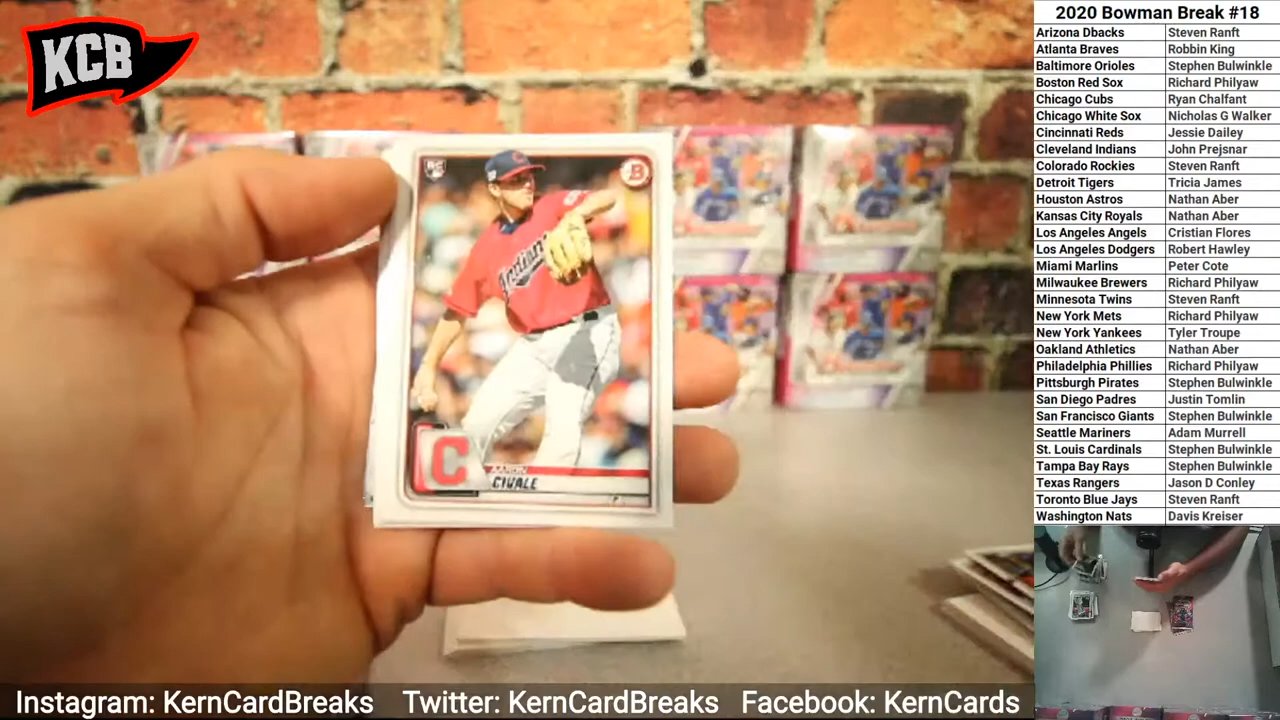 KCB
2020 Bowman Break #18
Arizona Dbacks Steven Ranft
Atlanta Braves Robbin King
Baltimore Orioles Stephen Bulwinkle
Boston Red Sox Richard Philyaw
Chicago Cubs Ryan Chalfant
Chicago White Sox Nicholas G Walker
Cincinnati Reds Jessie Dailey
Cleveland Indians John Prejsnar
Colorado Rockies Steven Ranft
Detroit Tigers Tricia James
Houston Astros Nathan Aber
Kansas City Royals Nathan Aber
Los Angeles Angels Cristian Flores
Los Angeles Dodgers Robert Hawley
Miami Marlins Peter Cote
Milwaukee Brewers Richard Philyaw
Minnesota Twins Steven Ranft
New York Mets Richard Philyaw
New York Yankees Tyler Troupe
Oakland Athletics Nathan Aber
Philadelphia Phillies Richard Philyaw
Pittsburgh Pirates Stephen Bulwinkle
San Diego Padres Justin Tomlin
San Francisco Giants Stephen Bulwinkle
Seattle Mariners Adam Murrell
St. Louis Cardinals Stephen Bulwinkle
Tampa Bay Rays Stephen Bulwinkle
Texas Rangers Jason D Conley
Toronto Blue Jays Steven Ranft
Washington Nats Davis Kreiser
RC
B
Indians
C
AARON
CIVALE
Instagram: KernCardBreaks Twitter: KernCardBreaks Facebook: KernCards